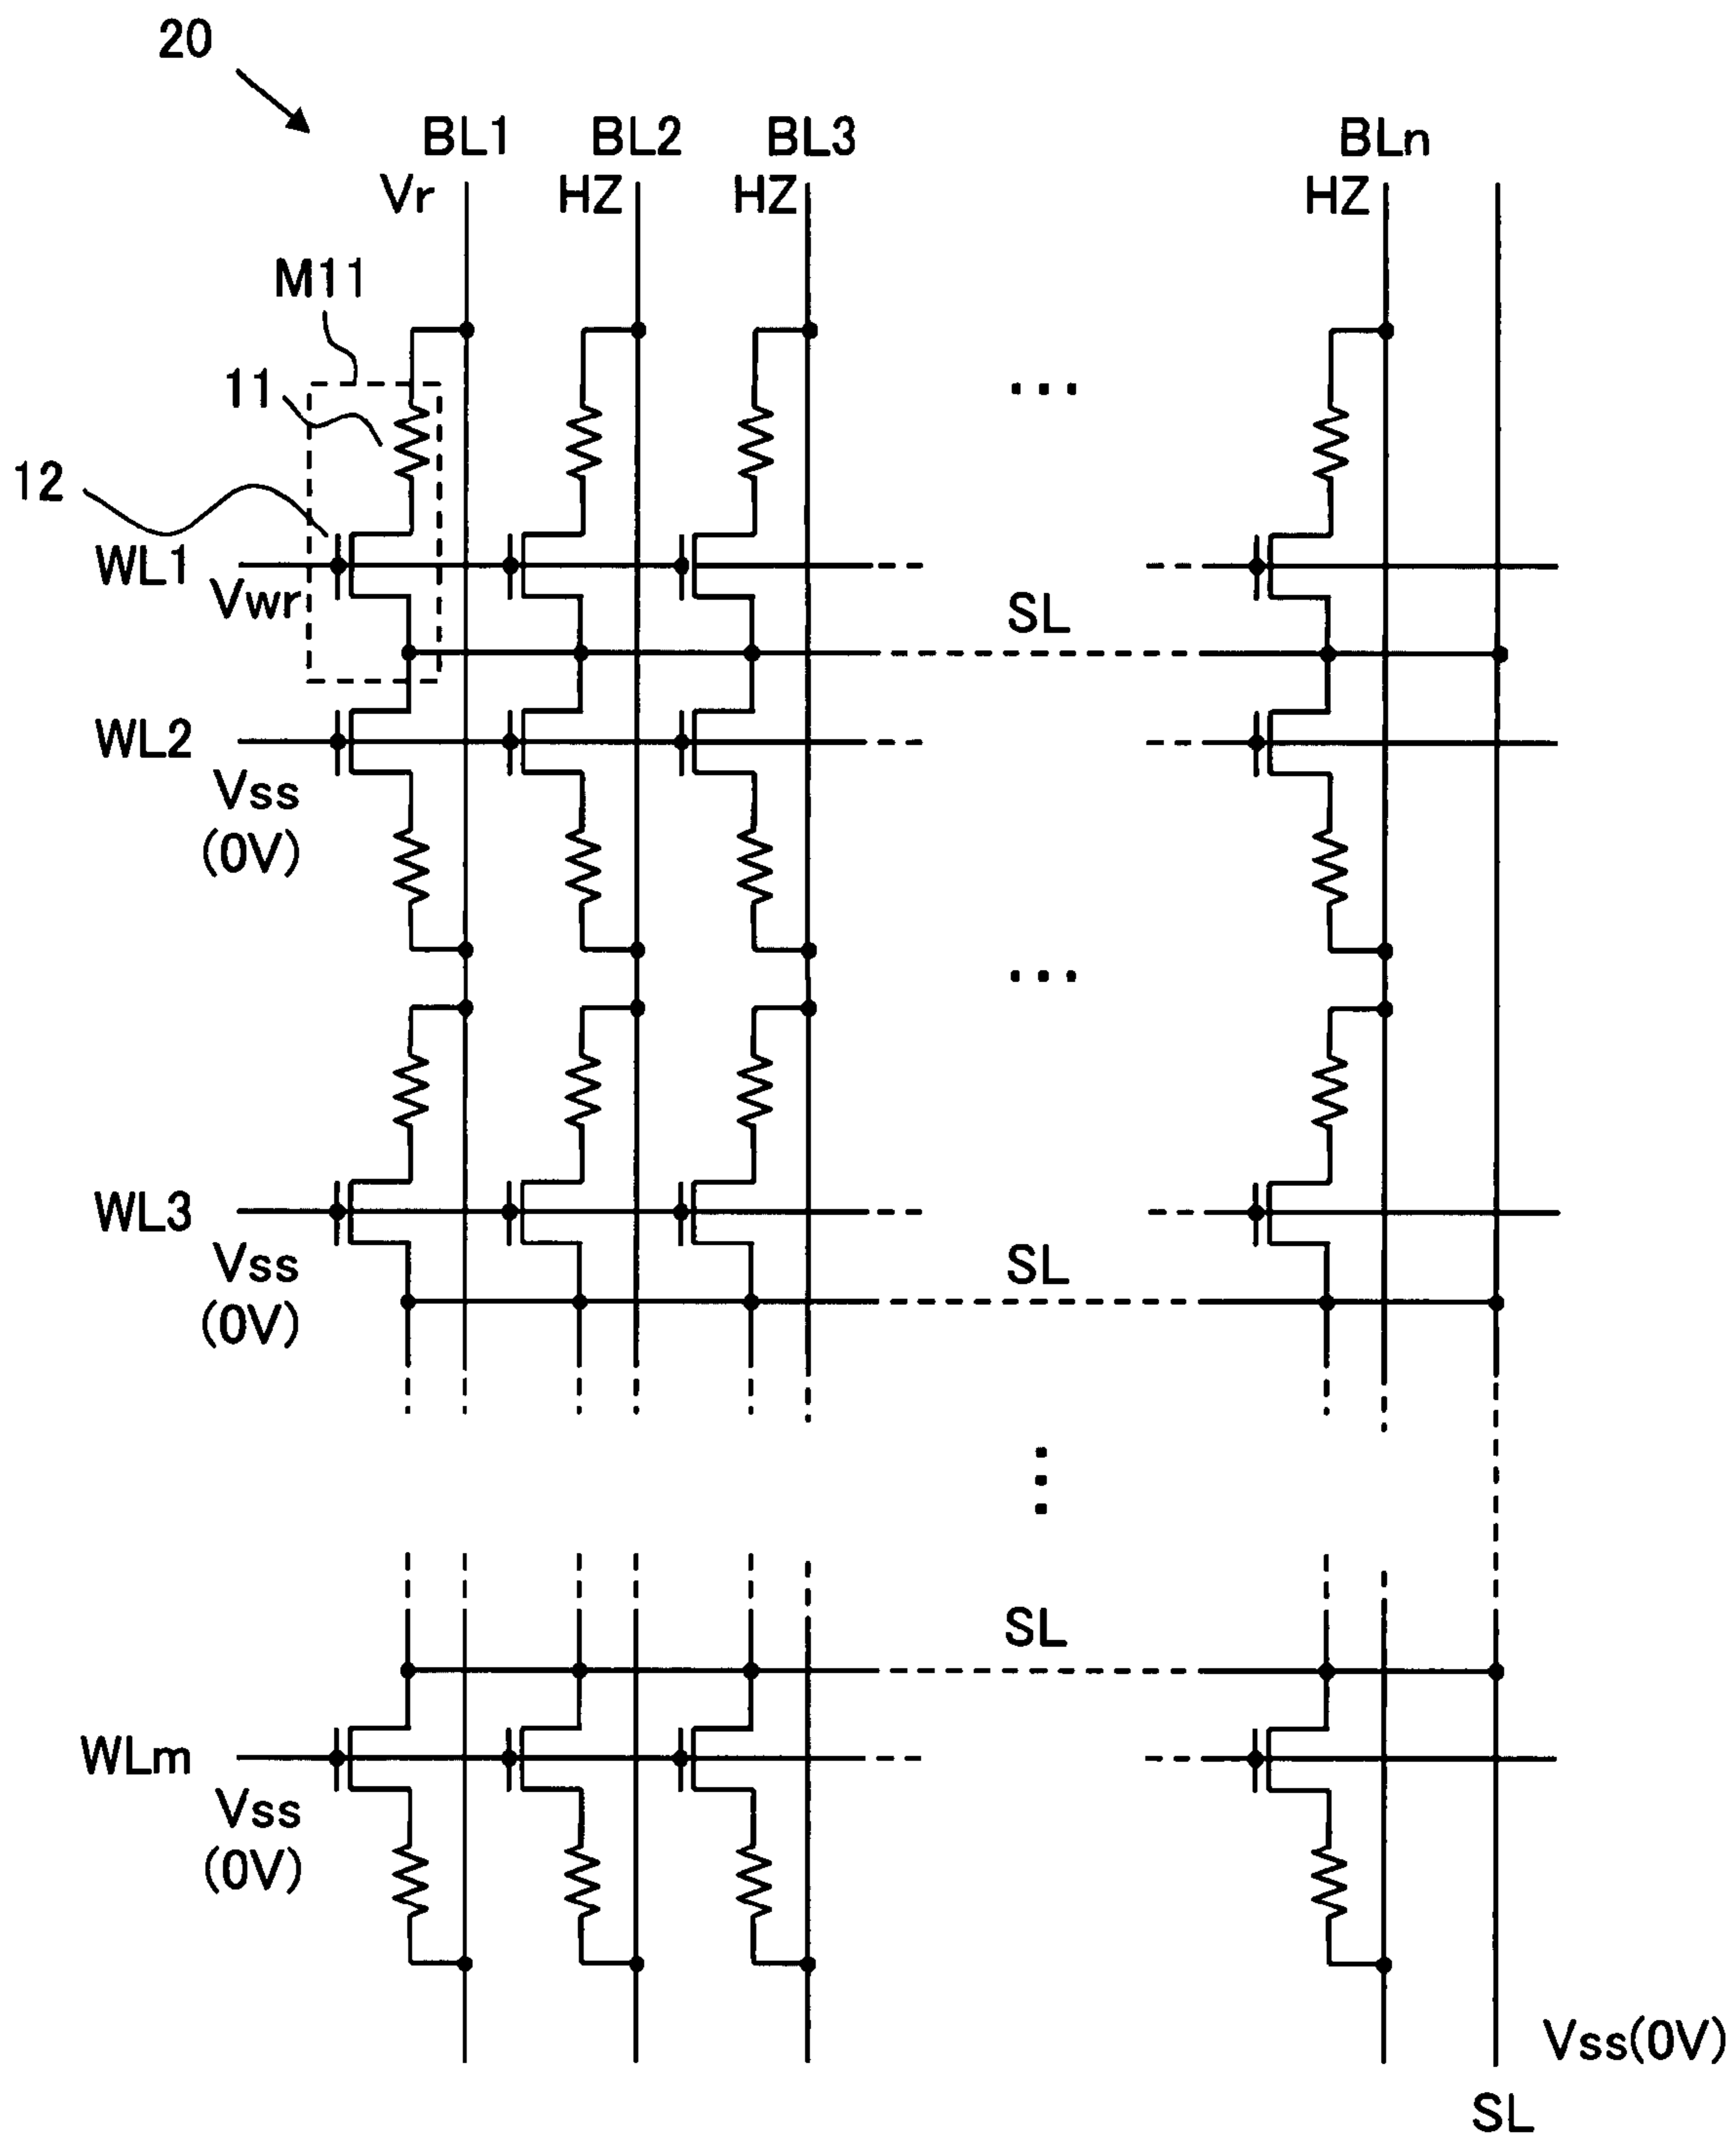 20
BL1 BL2 BL3 BLn
Vr HZ HZ HZ
M11
11
12
WL1
Vwr
SL
WL2
Vss
(0V)
WL3
Vss
(0V)
SL
SL
WLm
Vss
(0V)
Vss(0V)
SL